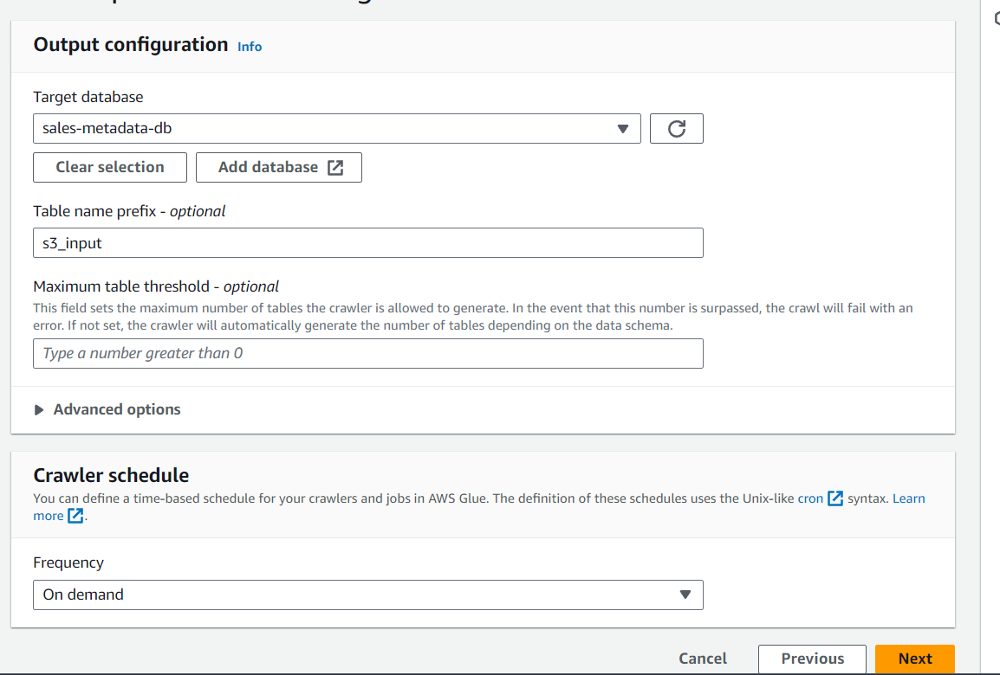 Output configuration Info
Target database
sales-metadata-db
Clear selection Add database
Table name prefix - optional
s3_input
Maximum table threshold - optional
This field sets the maximum number of tables the crawler is allowed to generate. In the event that this number is surpassed, the crawl will fail with an
error. If not set, the crawler will automatically generate the number of tables depending on the data schema.
Type a number greater than 0
Advanced options
Crawler schedule
You can define a time-based schedule for your crawlers and jobs in AWS Glue. The definition of these schedules uses the Unix-like cron syntax. Learn
more .
Frequency
On demand
Cancel Previous Next